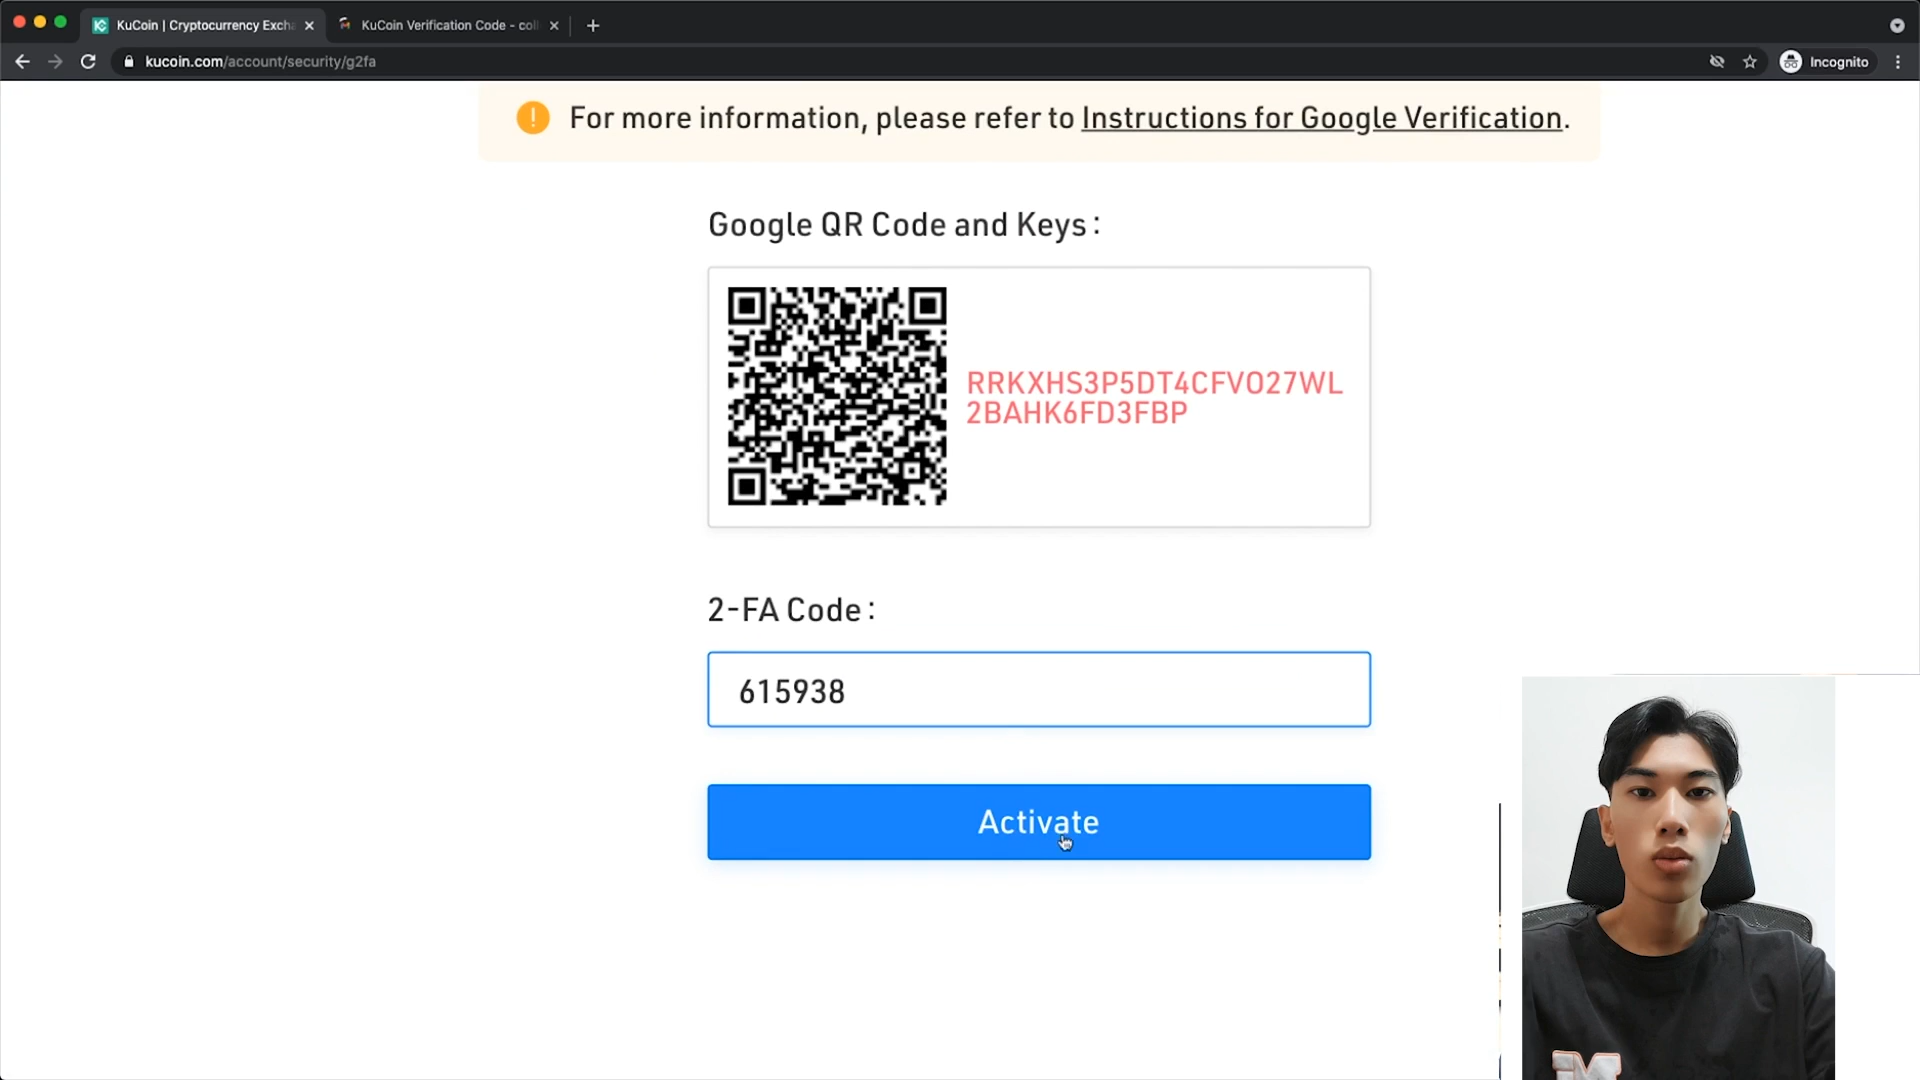 KuCoin | Cryptocurrency Excha
KuCoin Verification Code - coll
kucoin.com/account/security/g2fa
Incognito
For more information, please refer to Instructions for Google Verification.
Google QR Code and Keys:
RRKXHS3P5DT4CFVO27WL
2BAHK6FD3FBP
2-FA Code:
615938
Activate